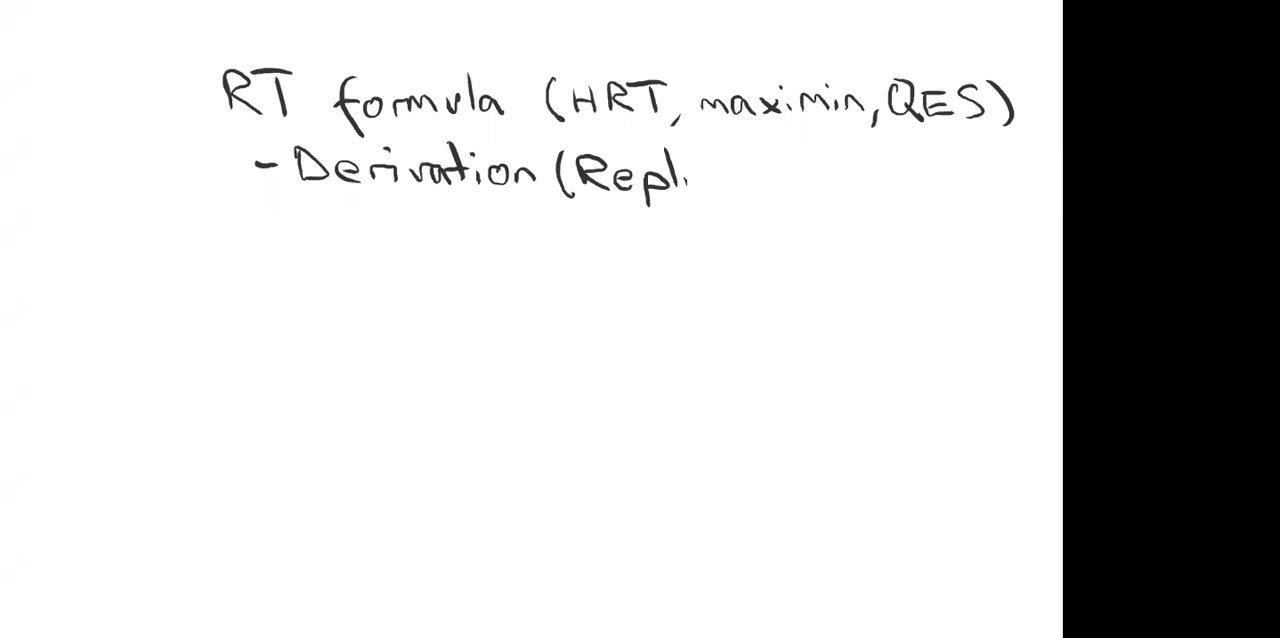 RT formula (HRT, maximin, QES)
- Derivation (Repl